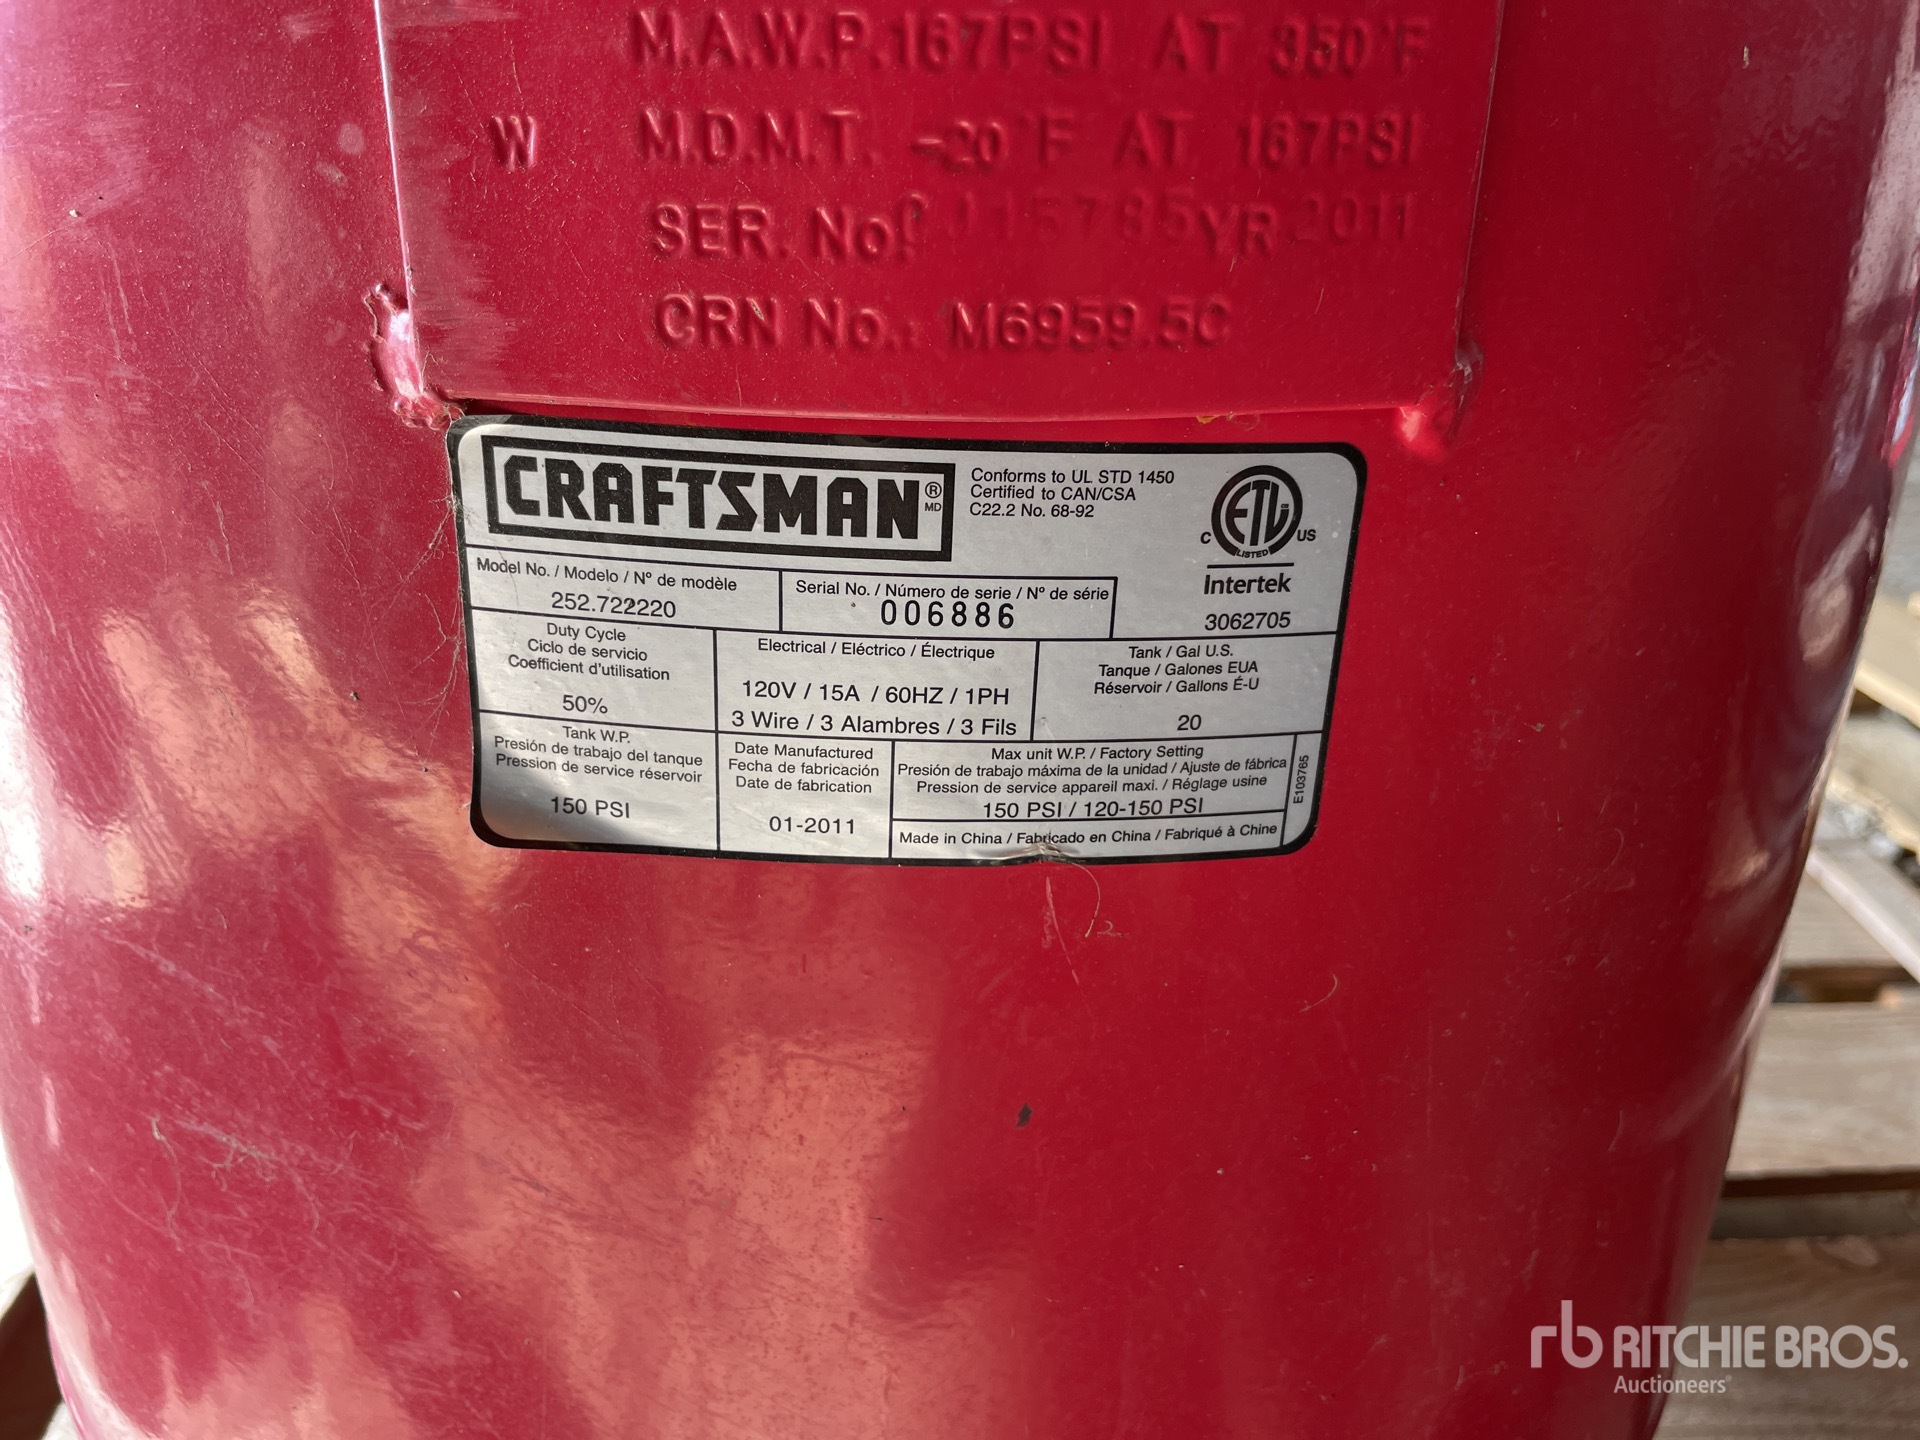 M.A.W.P. 167PSI AT 350°F
W M.D.M.T. -20°F AT 167PSI
SER. No. 15785 YR 2011
CRN No.: M6959.5C
CRAFTSMAN ® MD
Conforms to UL STD 1450
Certified to CAN/CSA
C22.2 No. 68-92
C ETL US
LISTED
Intertek
3062705
Model No. / Modelo / Nº de modèle
252.722220
Serial No. / Número de serie / Nº de série
006886
Duty Cycle
Ciclo de servicio
Coefficient d'utilisation
50%
Electrical / Eléctrico / Électrique
120V / 15A / 60HZ / 1PH
3 Wire / 3 Alambres / 3 Fils
Tank / Gal U.S.
Tanque / Galones EUA
Réservoir / Gallons É-U
20
Tank W.P.
Presión de trabajo del tanque
Pression de service réservoir
150 PSI
Date Manufactured
Fecha de fabricación
Date de fabrication
01-2011
Max unit W.P. / Factory Setting
Presión de trabajo máxima de la unidad / Ajuste de fábrica
Pression de service appareil maxi. / Réglage usine
150 PSI / 120-150 PSI
Made in China / Fabricado en China / Fabriqué à Chine
E103765
rb RITCHIE BROS.
Auctioneers